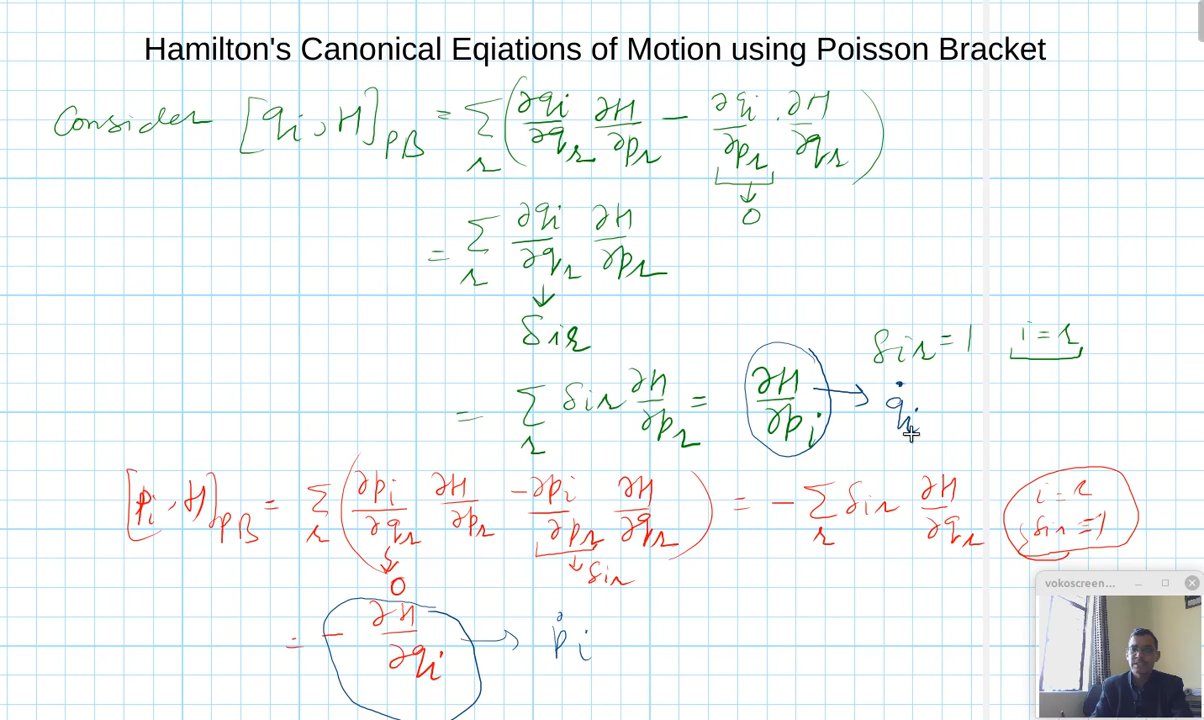 Hamilton's Canonical Eqiations of Motion using Poisson Bracket
Consider [qi, H]PB = Σr (∂qi/∂qr ∂H/∂pr − ∂qi/∂pr . ∂H/∂qr)
↓ 0
= Σr ∂qi/∂qr ∂H/∂pr
↓
δir
δir = 1 i = r
= Σr δir ∂H/∂pr = ∂H/∂pi → q̇i
[pi, H]PB = Σr (∂pi/∂qr ∂H/∂pr − ∂pi/∂pr ∂H/∂qr) = − Σr δir ∂H/∂qr
i = r
δir = 1
↓ 0 ↓ δir
= − ∂H/∂qi → ṗi
vokoscreen...